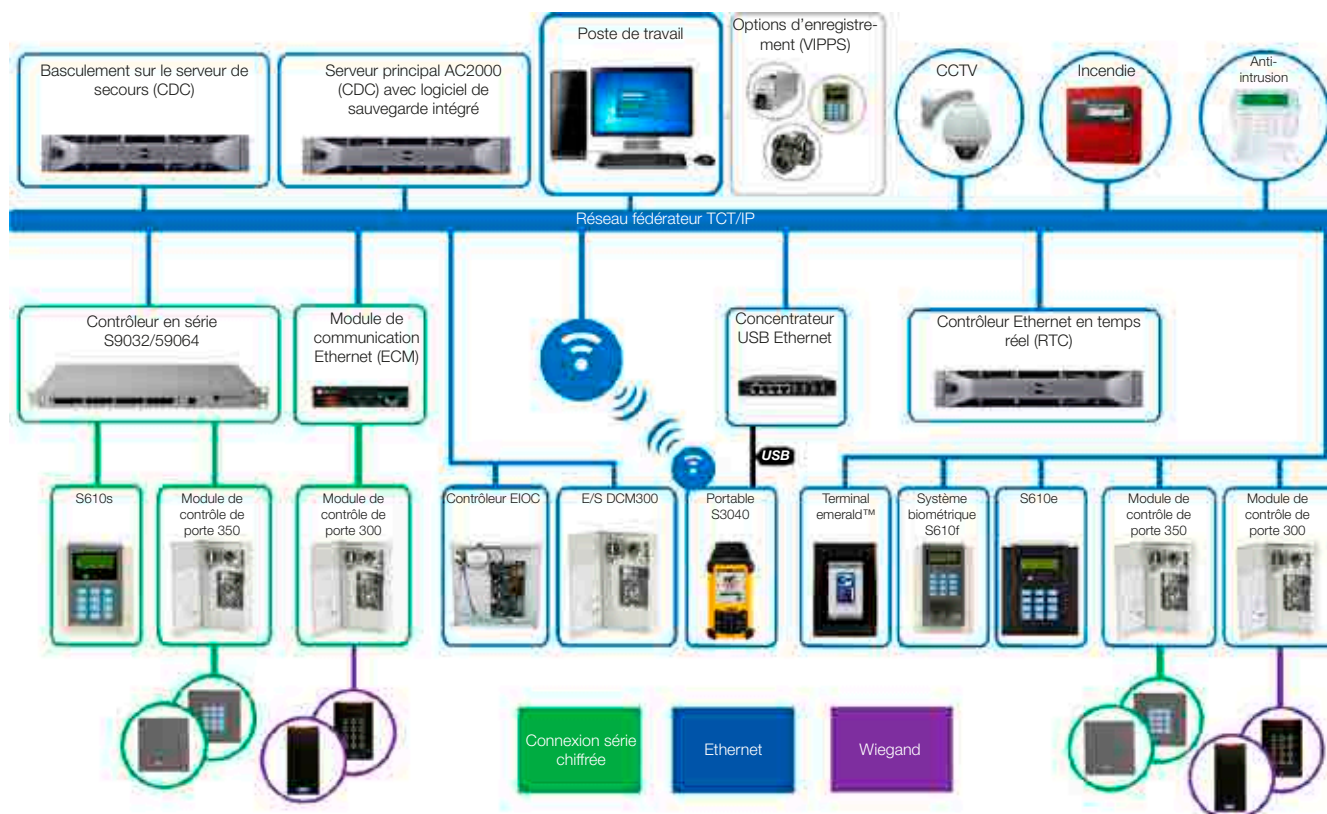 Basculement sur le serveur de
secours (CDC)
Serveur principal AC2000
(CDC) avec logiciel de
sauvegarde intégré
Poste de travail
Options d'enregistre-
ment (VIPPS)
CCTV
Incendie
Anti-
intrusion
Réseau fédérateur TCT/IP
Contrôleur en série
S9032/59064
Module de
communication
Ethernet (ECM)
Concentrateur
USB Ethernet
Contrôleur Ethernet en temps
réel (RTC)
USB
S610s
Module de
contrôle de
porte 350
Module de
contrôle de
porte 300
Contrôleur EIOC
E/S DCM300
Portable
S3040
Terminal
emerald™
Système
biométrique
S610f
S610e
Module de
contrôle de
porte 350
Module de
contrôle de
porte 300
Connexion série
chiffrée
Ethernet
Wiegand